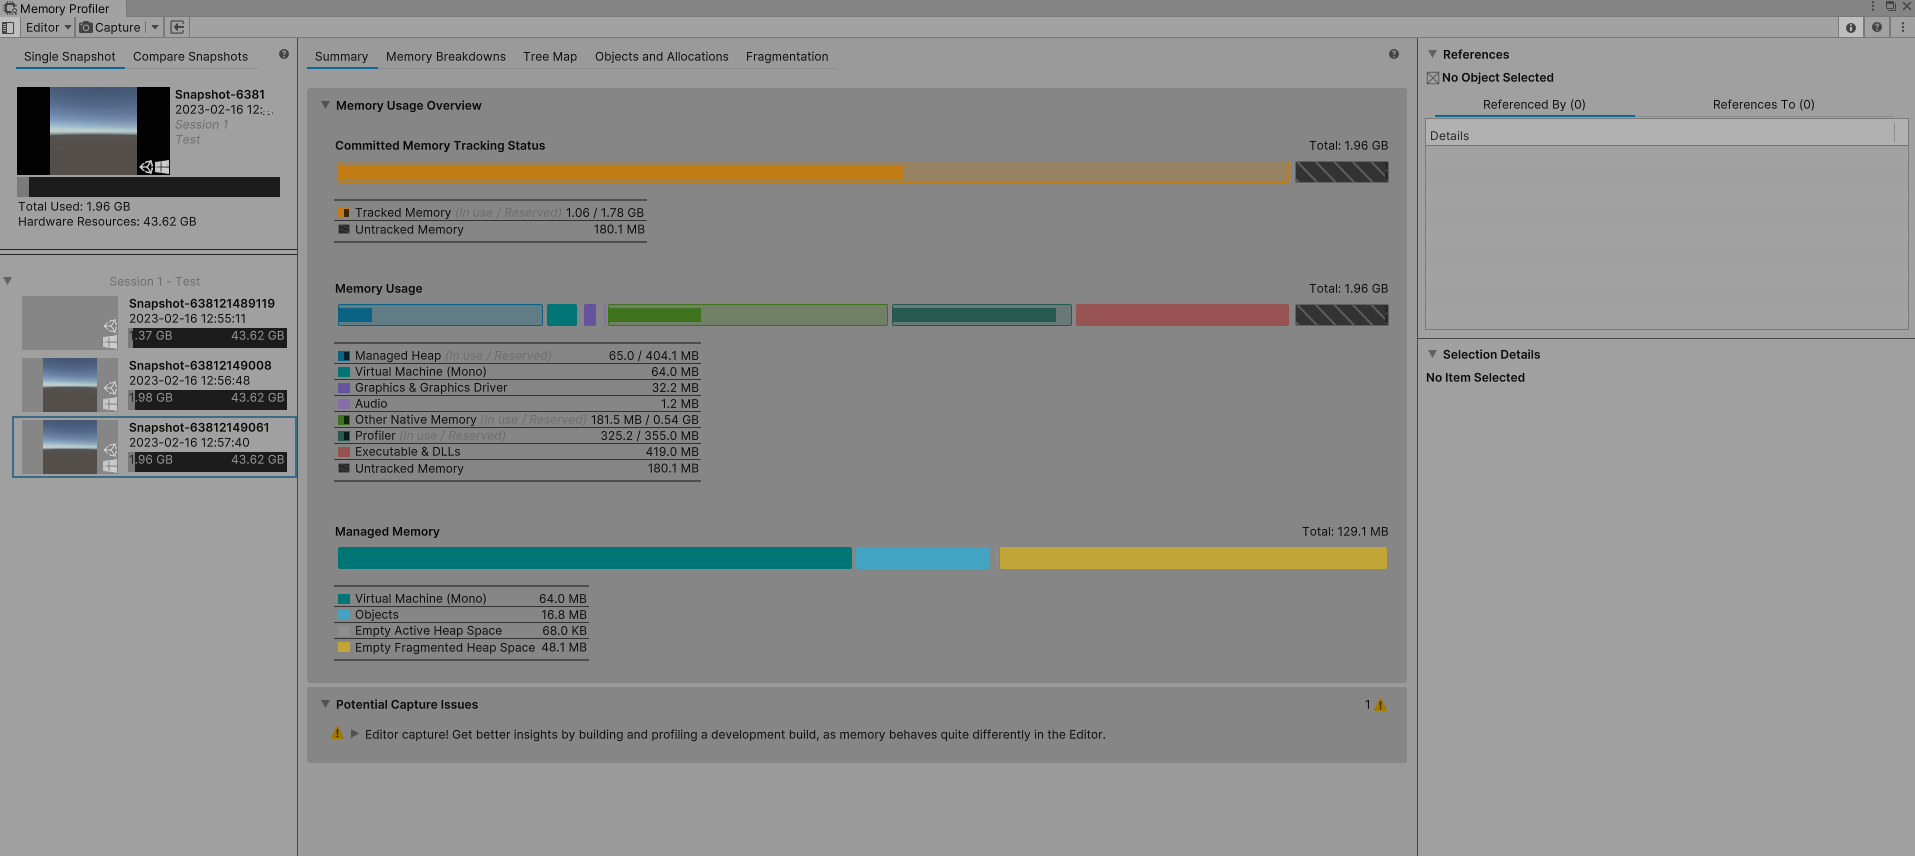 Memory Profiler
Editor
Capture
Single Snapshot
Compare Snapshots
Snapshot-6381
2023-02-16 12:...
Session 1
Test
Total Used: 1.96 GB
Hardware Resources: 43.62 GB
Session 1 - Test
Snapshot-638121489119
2023-02-16 12:55:11
1.37 GB 43.62 GB
Snapshot-63812149008
2023-02-16 12:56:48
1.98 GB 43.62 GB
Snapshot-63812149061
2023-02-16 12:57:40
1.96 GB 43.62 GB
Summary
Memory Breakdowns
Tree Map
Objects and Allocations
Fragmentation
Memory Usage Overview
Committed Memory Tracking Status Total: 1.96 GB
Tracked Memory (In use / Reserved) 1.06 / 1.78 GB
Untracked Memory 180.1 MB
Memory Usage Total: 1.96 GB
Managed Heap (In use / Reserved) 65.0 / 404.1 MB
Virtual Machine (Mono) 64.0 MB
Graphics & Graphics Driver 32.2 MB
Audio 1.2 MB
Other Native Memory (In use / Reserved) 181.5 MB / 0.54 GB
Profiler (In use / Reserved) 325.2 / 355.0 MB
Executable & DLLs 419.0 MB
Untracked Memory 180.1 MB
Managed Memory Total: 129.1 MB
Virtual Machine (Mono) 64.0 MB
Objects 16.8 MB
Empty Active Heap Space 68.0 KB
Empty Fragmented Heap Space 48.1 MB
Potential Capture Issues 1
Editor capture! Get better insights by building and profiling a development build, as memory behaves quite differently in the Editor.
References
No Object Selected
Referenced By (0)
References To (0)
Details
Selection Details
No Item Selected